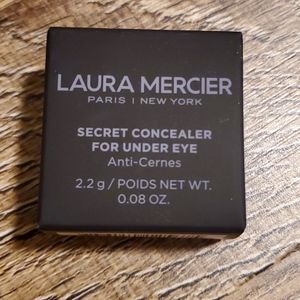 LAURA MERCIER
PARIS | NEW YORK
SECRET CONCEALER
FOR UNDER EYE
Anti-Cernes
2.2 g / POIDS NET WT.
0.08 OZ.